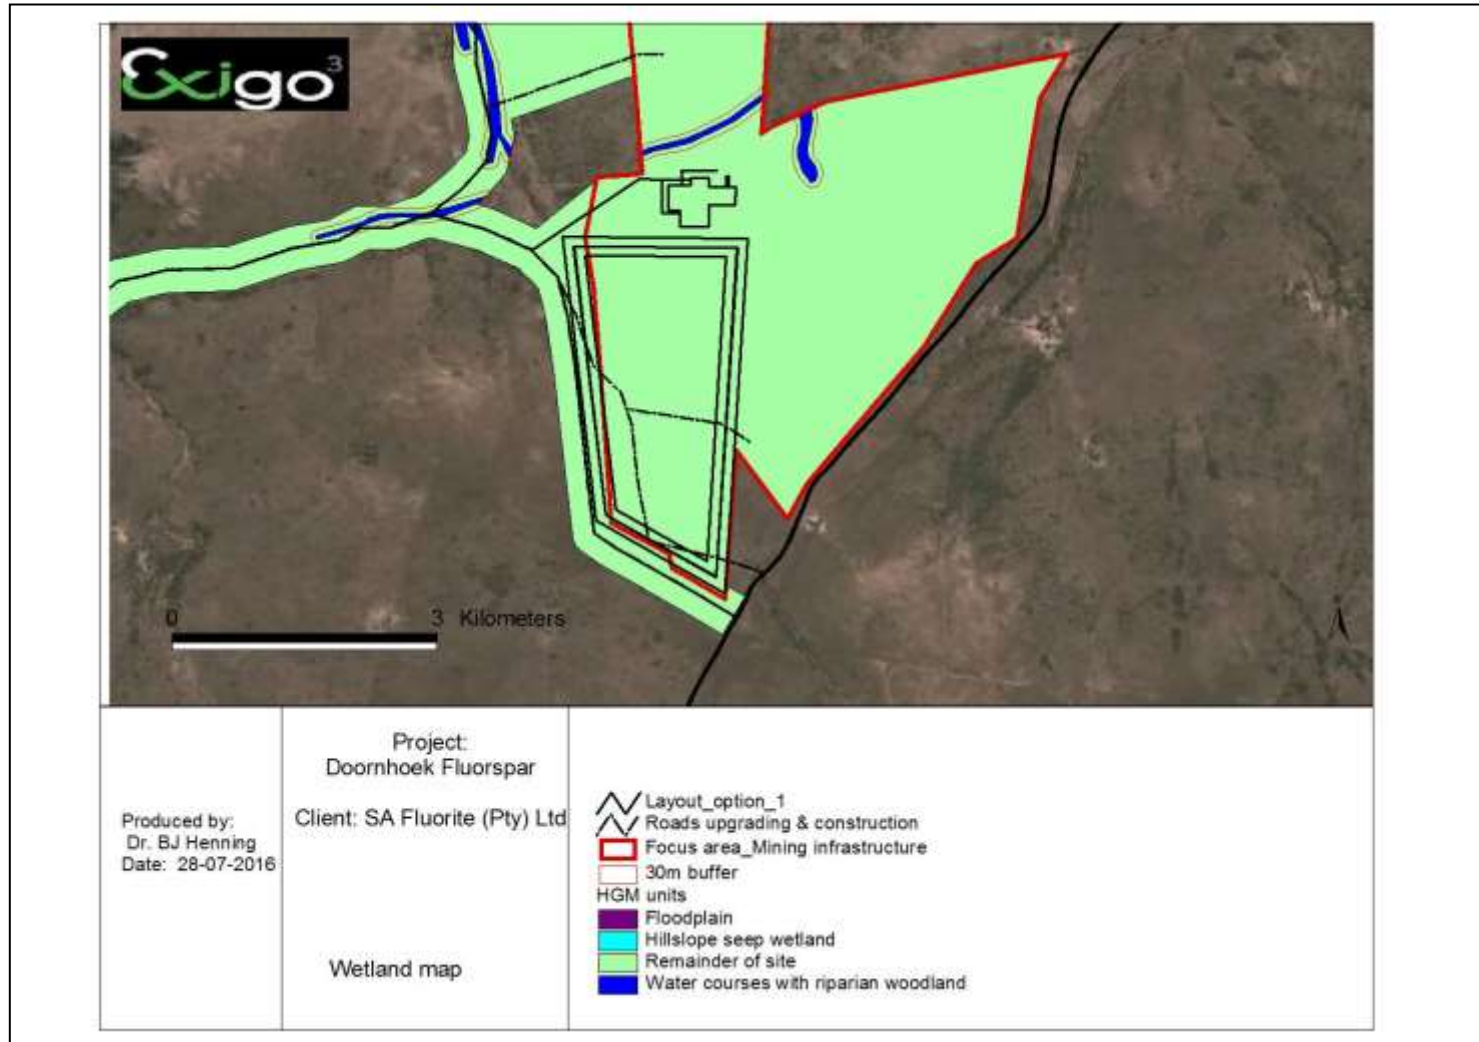 Exigo3
0 3 Kilometers
Produced by:
Dr. BJ Henning
Date: 28-07-2016
Project:
Doornhoek Fluorspar
Client: SA Fluorite (Pty) Ltd
Wetland map
Layout_option_1
Roads upgrading & construction
Focus area_Mining infrastructure
30m buffer
HGM units
Floodplain
Hillslope seep wetland
Remainder of site
Water courses with riparian woodland